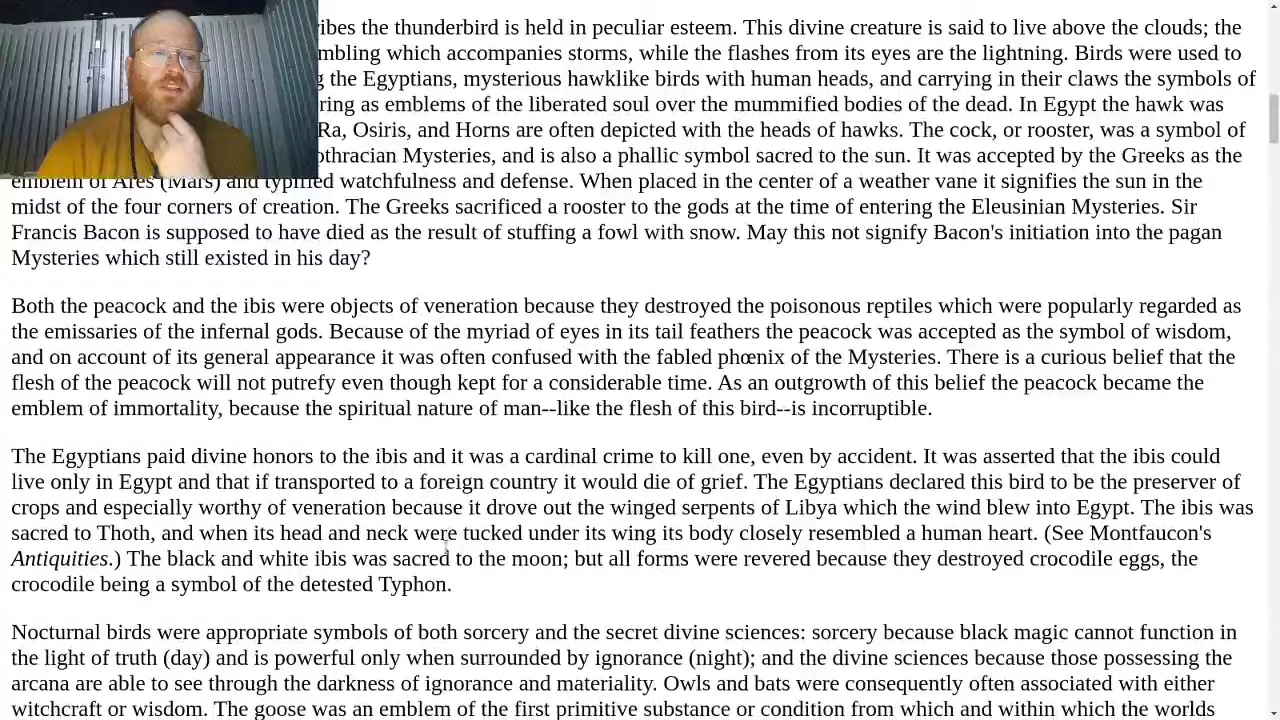 ribes the thunderbird is held in peculiar esteem. This divine creature is said to live above the clouds; the
mbling which accompanies storms, while the flashes from its eyes are the lightning. Birds were used to
g the Egyptians, mysterious hawklike birds with human heads, and carrying in their claws the symbols of
ring as emblems of the liberated soul over the mummified bodies of the dead. In Egypt the hawk was
Ra, Osiris, and Horns are often depicted with the heads of hawks. The cock, or rooster, was a symbol of
othracian Mysteries, and is also a phallic symbol sacred to the sun. It was accepted by the Greeks as the
emblem of Ares (Mars) and typified watchfulness and defense. When placed in the center of a weather vane it signifies the sun in the
midst of the four corners of creation. The Greeks sacrificed a rooster to the gods at the time of entering the Eleusinian Mysteries. Sir
Francis Bacon is supposed to have died as the result of stuffing a fowl with snow. May this not signify Bacon's initiation into the pagan
Mysteries which still existed in his day?
Both the peacock and the ibis were objects of veneration because they destroyed the poisonous reptiles which were popularly regarded as
the emissaries of the infernal gods. Because of the myriad of eyes in its tail feathers the peacock was accepted as the symbol of wisdom,
and on account of its general appearance it was often confused with the fabled phœnix of the Mysteries. There is a curious belief that the
flesh of the peacock will not putrefy even though kept for a considerable time. As an outgrowth of this belief the peacock became the
emblem of immortality, because the spiritual nature of man--like the flesh of this bird--is incorruptible.
The Egyptians paid divine honors to the ibis and it was a cardinal crime to kill one, even by accident. It was asserted that the ibis could
live only in Egypt and that if transported to a foreign country it would die of grief. The Egyptians declared this bird to be the preserver of
crops and especially worthy of veneration because it drove out the winged serpents of Libya which the wind blew into Egypt. The ibis was
sacred to Thoth, and when its head and neck were tucked under its wing its body closely resembled a human heart. (See Montfaucon's
Antiquities.) The black and white ibis was sacred to the moon; but all forms were revered because they destroyed crocodile eggs, the
crocodile being a symbol of the detested Typhon.
Nocturnal birds were appropriate symbols of both sorcery and the secret divine sciences: sorcery because black magic cannot function in
the light of truth (day) and is powerful only when surrounded by ignorance (night); and the divine sciences because those possessing the
arcana are able to see through the darkness of ignorance and materiality. Owls and bats were consequently often associated with either
witchcraft or wisdom. The goose was an emblem of the first primitive substance or condition from which and within which the worlds